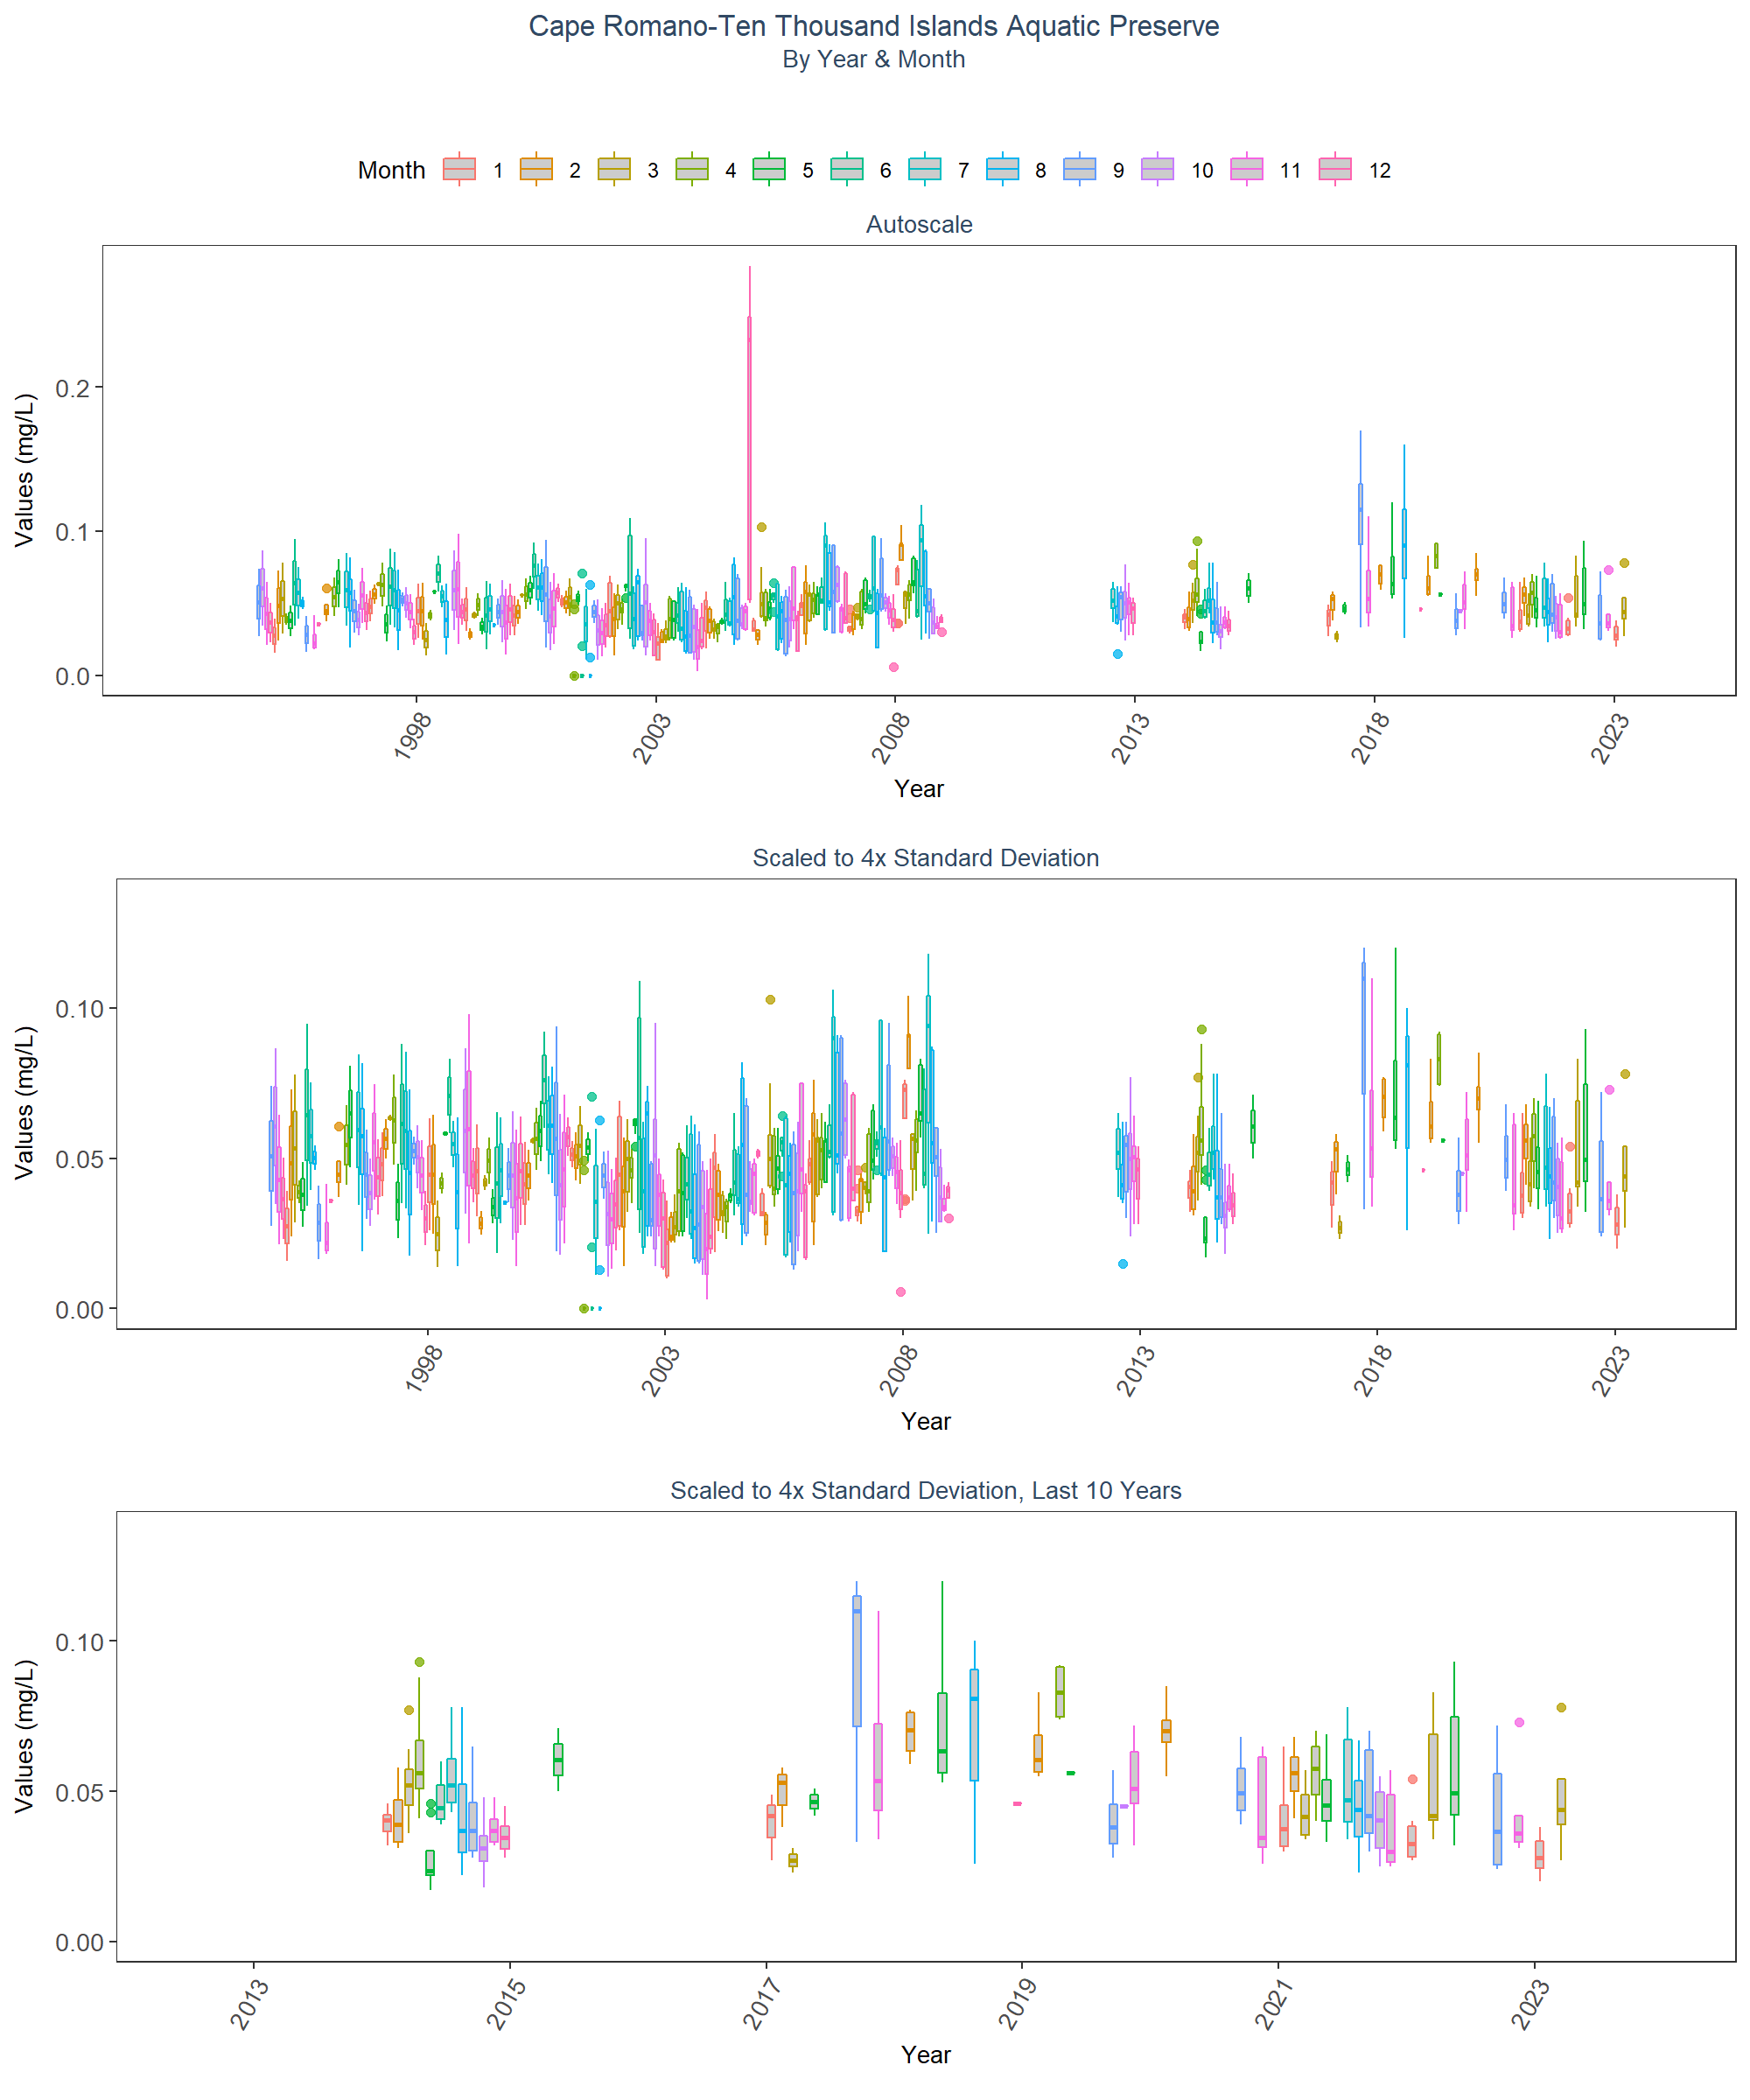 Cape Romano-Ten Thousand Islands Aquatic Preserve
By Year & Month
Month 1 2 3 4 5 6 7 8 9 10 11 12
Autoscale
Values (mg/L)
0.2
0.1
0.0
1998 2003 2008 2013 2018 2023
Year
Scaled to 4x Standard Deviation
Values (mg/L)
0.10
0.05
0.00
1998 2003 2008 2013 2018 2023
Year
Scaled to 4x Standard Deviation, Last 10 Years
Values (mg/L)
0.10
0.05
0.00
2013 2015 2017 2019 2021 2023
Year